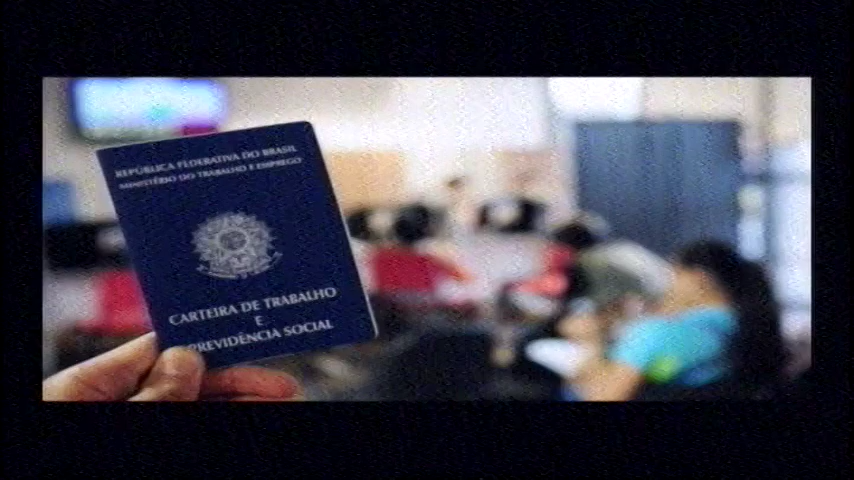 REPÚBLICA FEDERATIVA DO BRASIL
MINISTÉRIO DO TRABALHO E EMPREGO
CARTEIRA DE TRABALHO
E
PREVIDÊNCIA SOCIAL